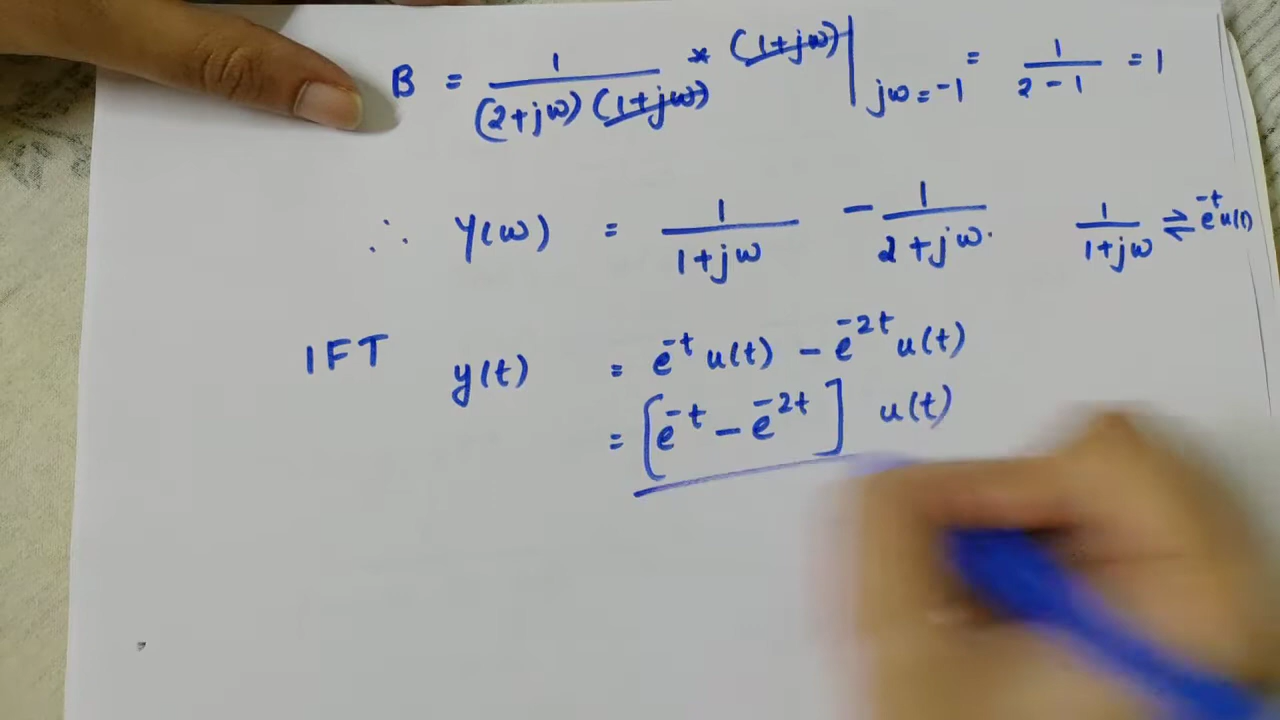 B = 1/((2+jω)(1+jω)) * (1+jω) | jω=-1 = 1/(2-1) = 1
∴ Y(ω) = 1/(1+jω) - 1/(2+jω). 1/(1+jω) ⇌ e^-t u(t)
IFT y(t) = e^-t u(t) - e^-2t u(t)
= [e^-t - e^-2t] u(t)